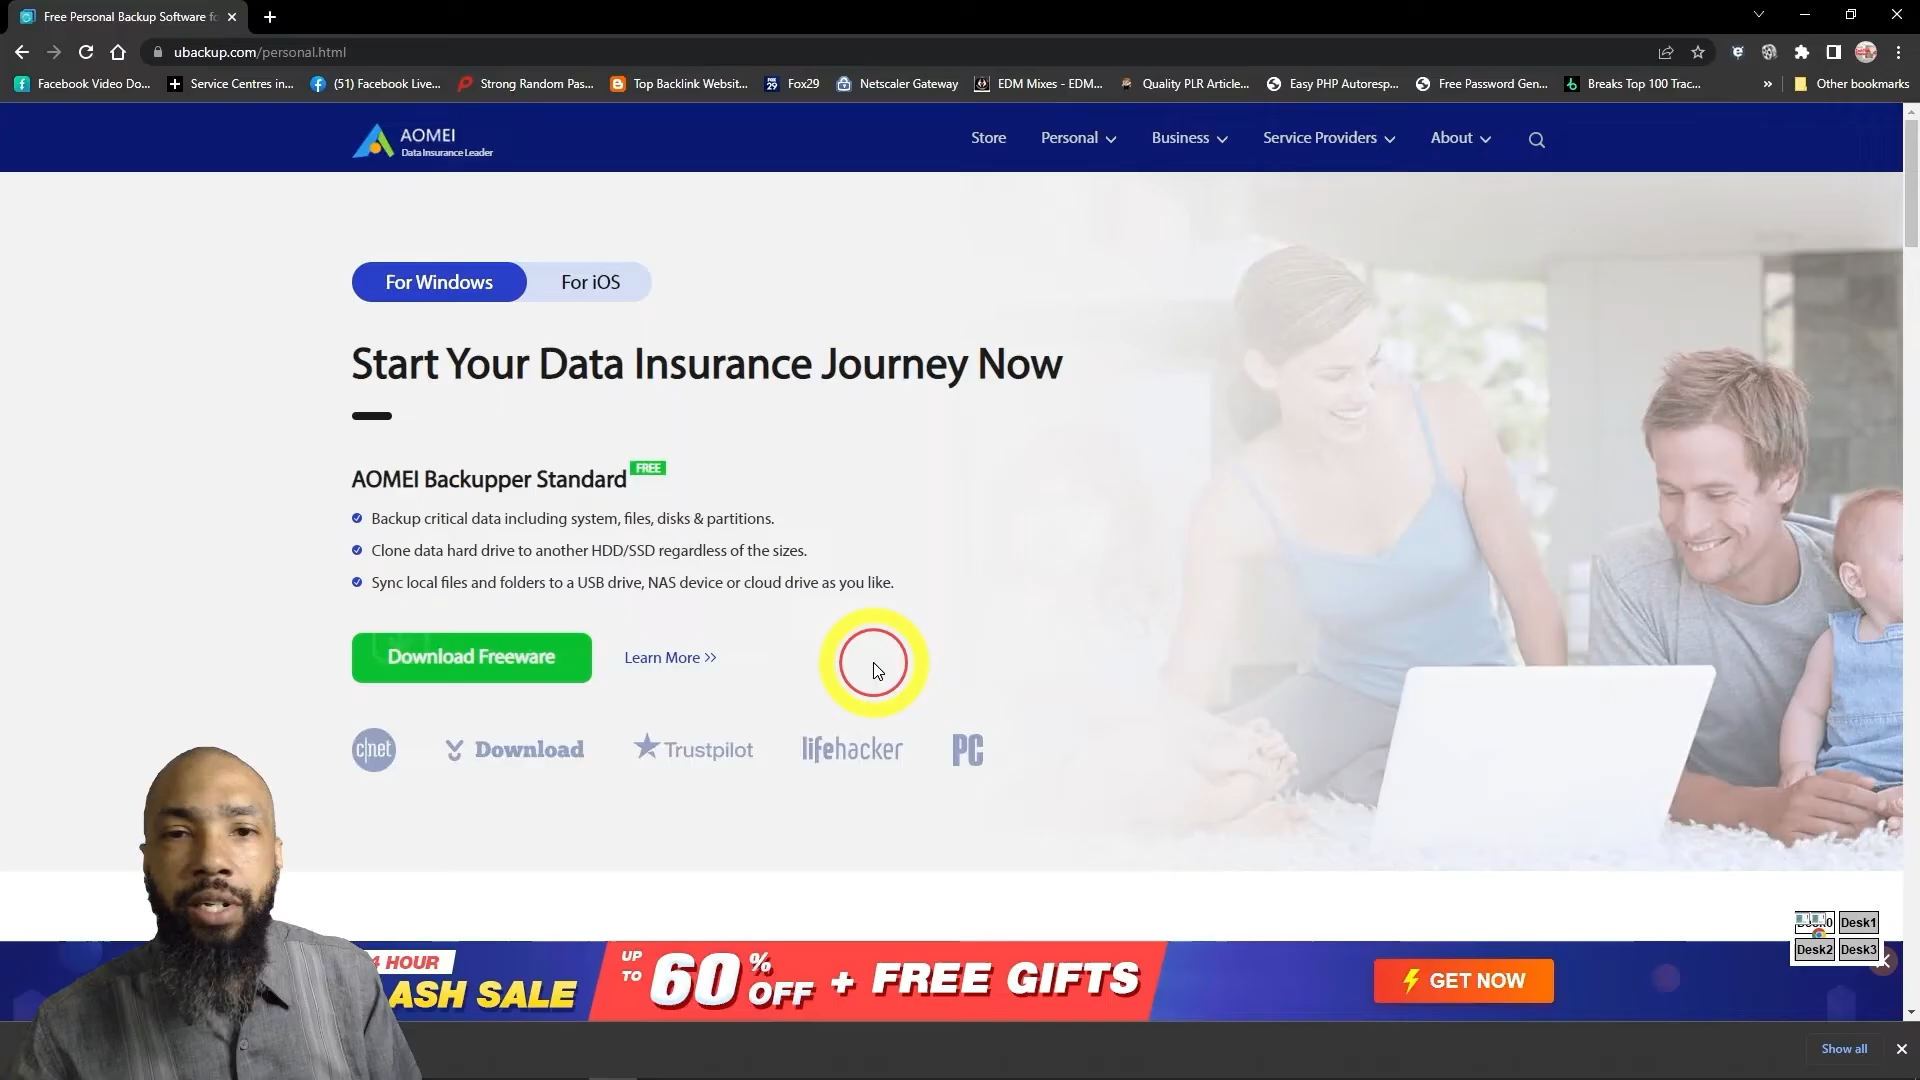 Free Personal Backup Software fo
ubackup.com/personal.html
Facebook Video Do...
Service Centres in...
(51) Facebook Live...
Strong Random Pas...
Top Backlink Websit...
FOX 29
Fox29
Netscaler Gateway
EDM Mixes - EDM...
Quality PLR Article...
Easy PHP Autoresp...
Free Password Gen...
Breaks Top 100 Trac...
Other bookmarks
AOMEI
Data Insurance Leader
Store
Personal
Business
Service Providers
About
For Windows
For iOS
Start Your Data Insurance Journey Now
AOMEI Backupper Standard FREE
Backup critical data including system, files, disks & partitions.
Clone data hard drive to another HDD/SSD regardless of the sizes.
Sync local files and folders to a USB drive, NAS device or cloud drive as you like.
Download Freeware
Learn More >>
c|net
Download
Trustpilot
lifehacker
PC
4 HOUR
ASH SALE
UP TO 60% OFF + FREE GIFTS
GET NOW
Desk1
Desk2
Desk3
Show all